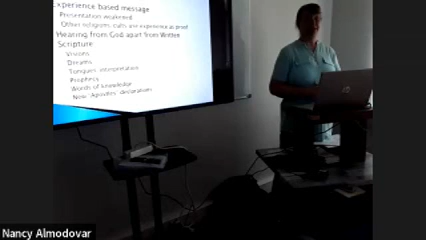 Experience based message
Presentation weakened
Other religions, cults use experience as proof
Hearing from God apart from Written
Scripture
Visions
Dreams
Tongues interpretation
Prophecy
Words of knowledge
New "Apostles" declarations
Nancy Almodovar